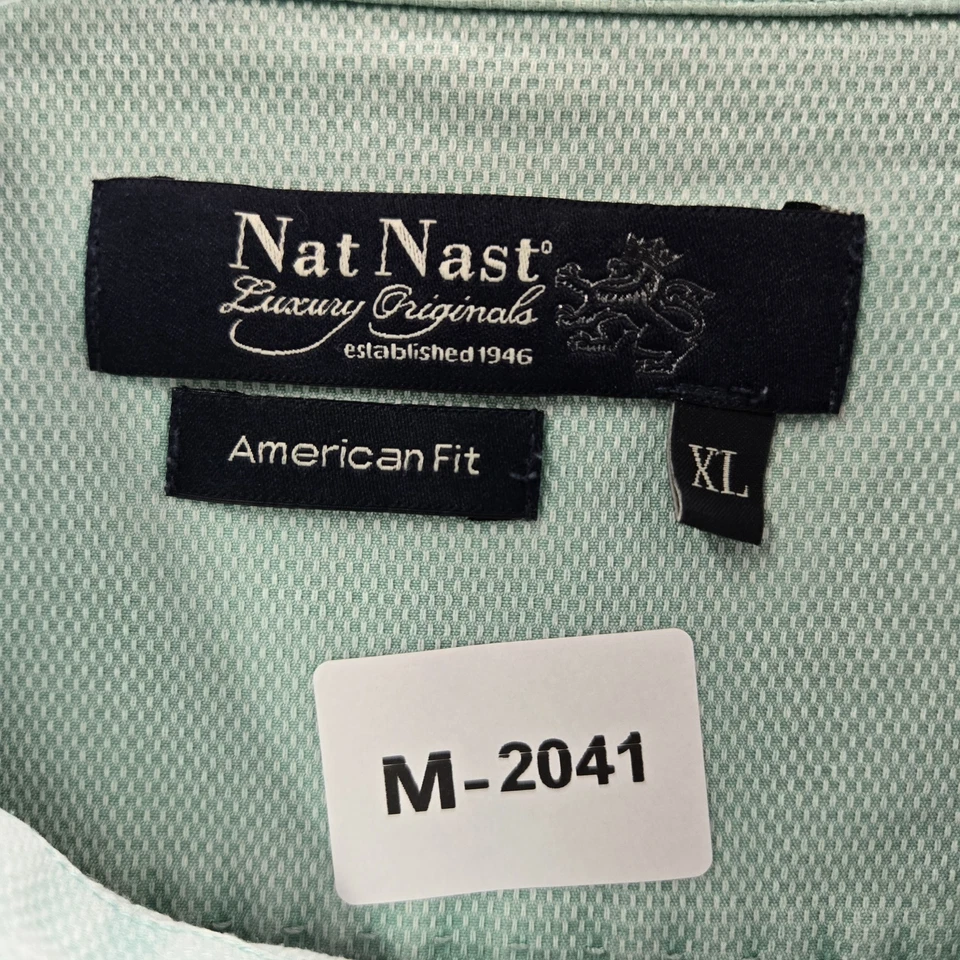 Nat Nast
Luxury Originals
established 1946
American Fit
XL
M-2041